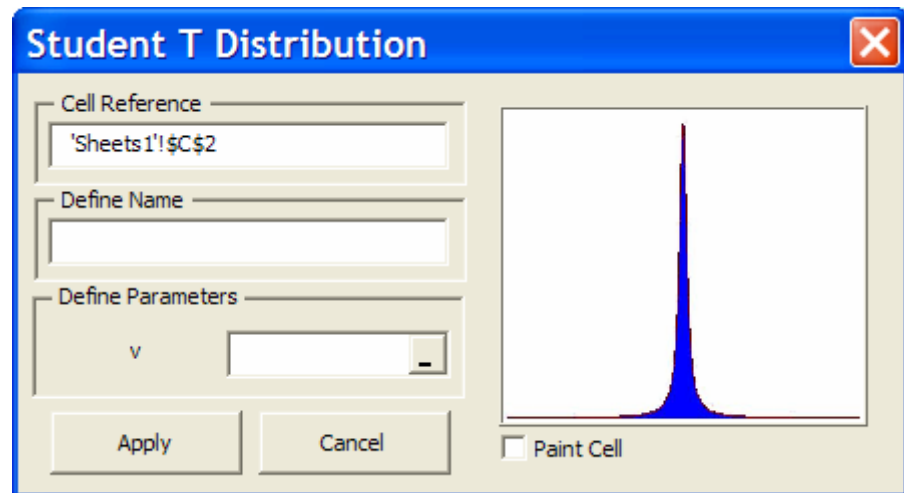 Student T Distribution
Cell Reference
'Sheets1'!$C$2
Define Name
Define Parameters
v
Apply
Cancel
Paint Cell